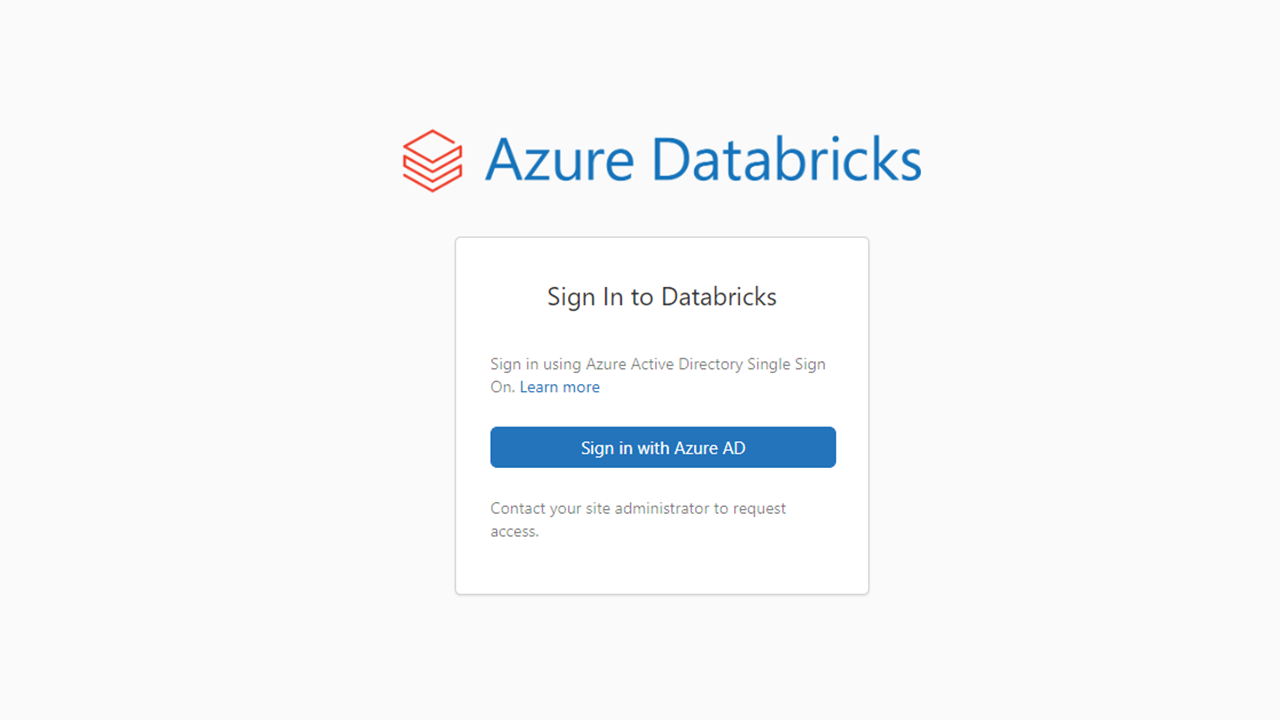 Azure Databricks
Sign In to Databricks
Sign in using Azure Active Directory Single Sign
On. Learn more
Sign in with Azure AD
Contact your site administrator to request
access.